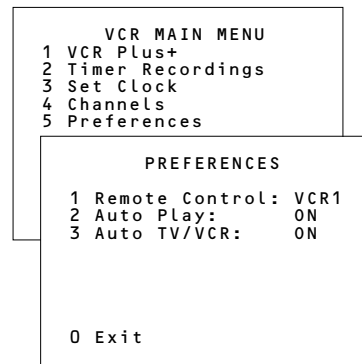 VCR MAIN MENU
1 VCR Plus+
2 Timer Recordings
3 Set Clock
4 Channels
5 Preferences
PREFERENCES
1 Remote Control: VCR1
2 Auto Play: ON
3 Auto TV/VCR: ON
0 Exit